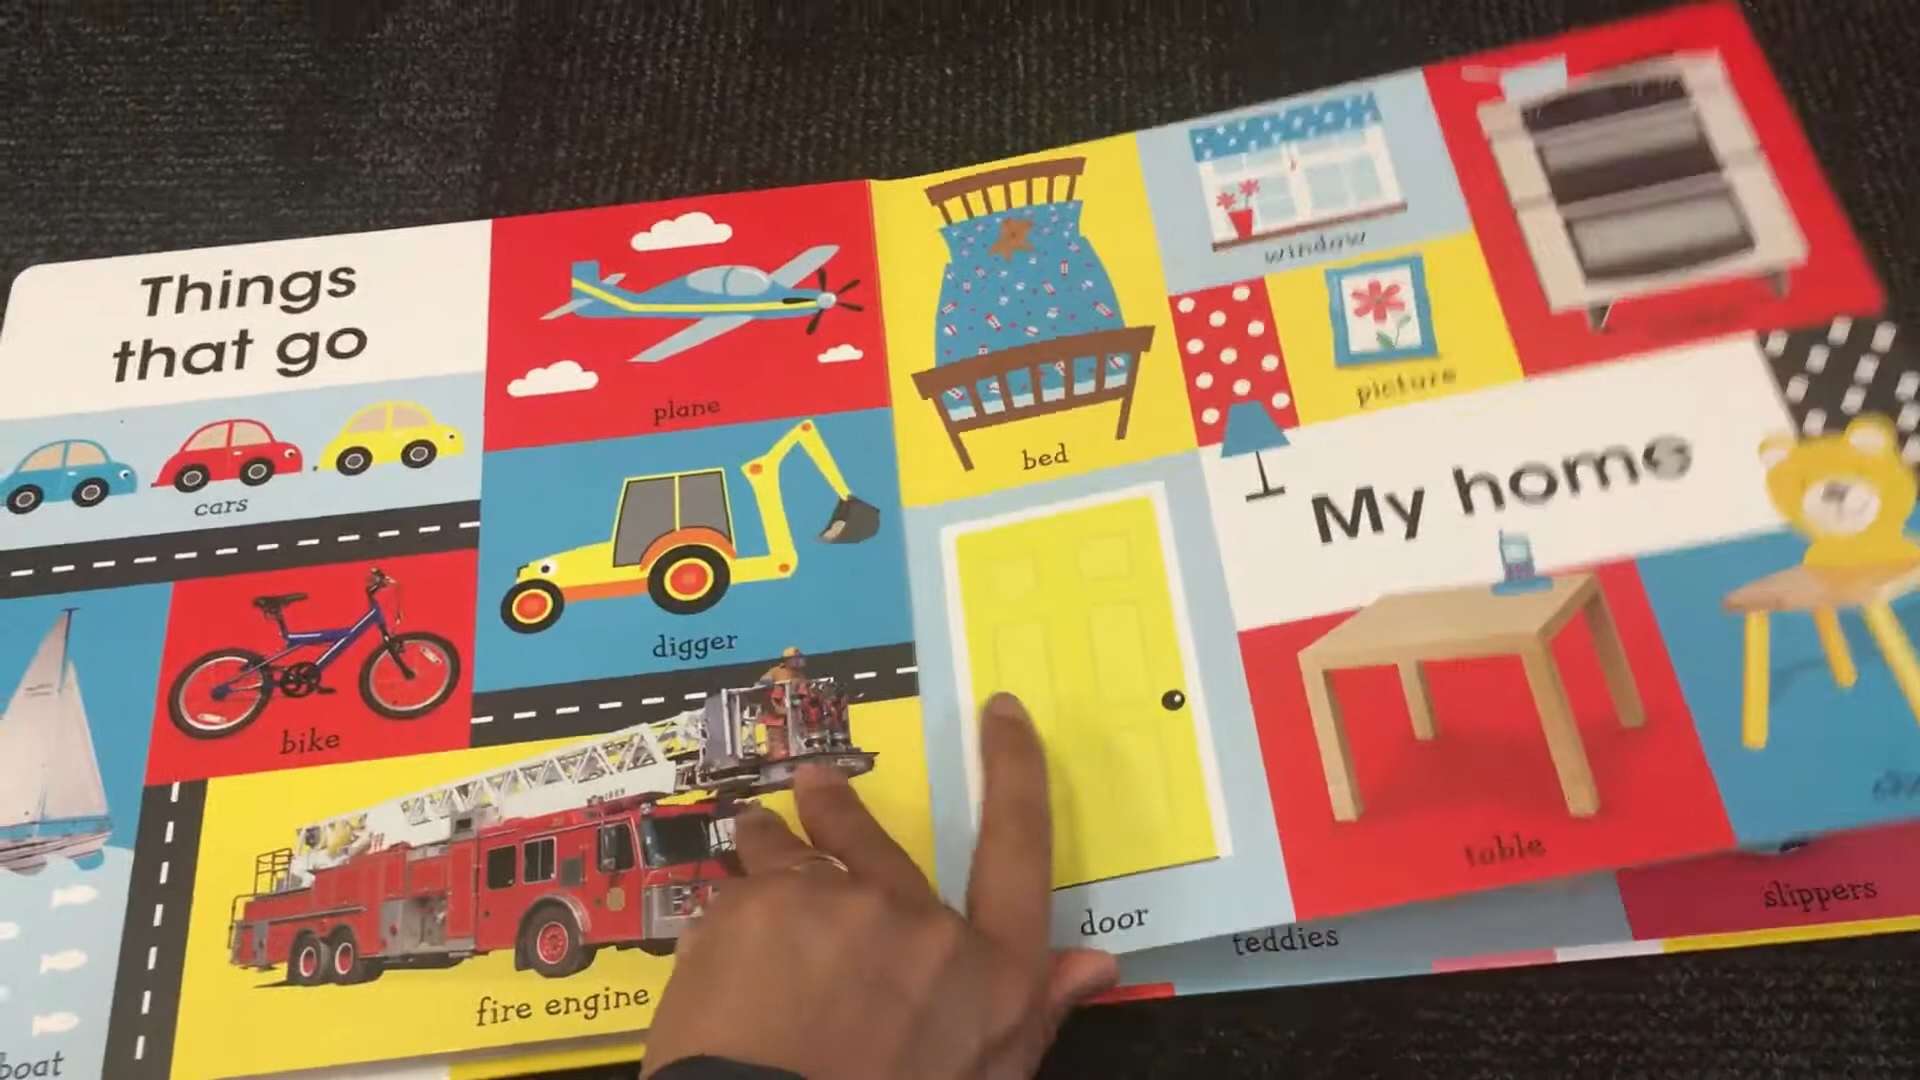 Things
that go
plane
cars
digger
bike
fire engine
boat
bed
window
picture
My home
door
table
teddies
slippers